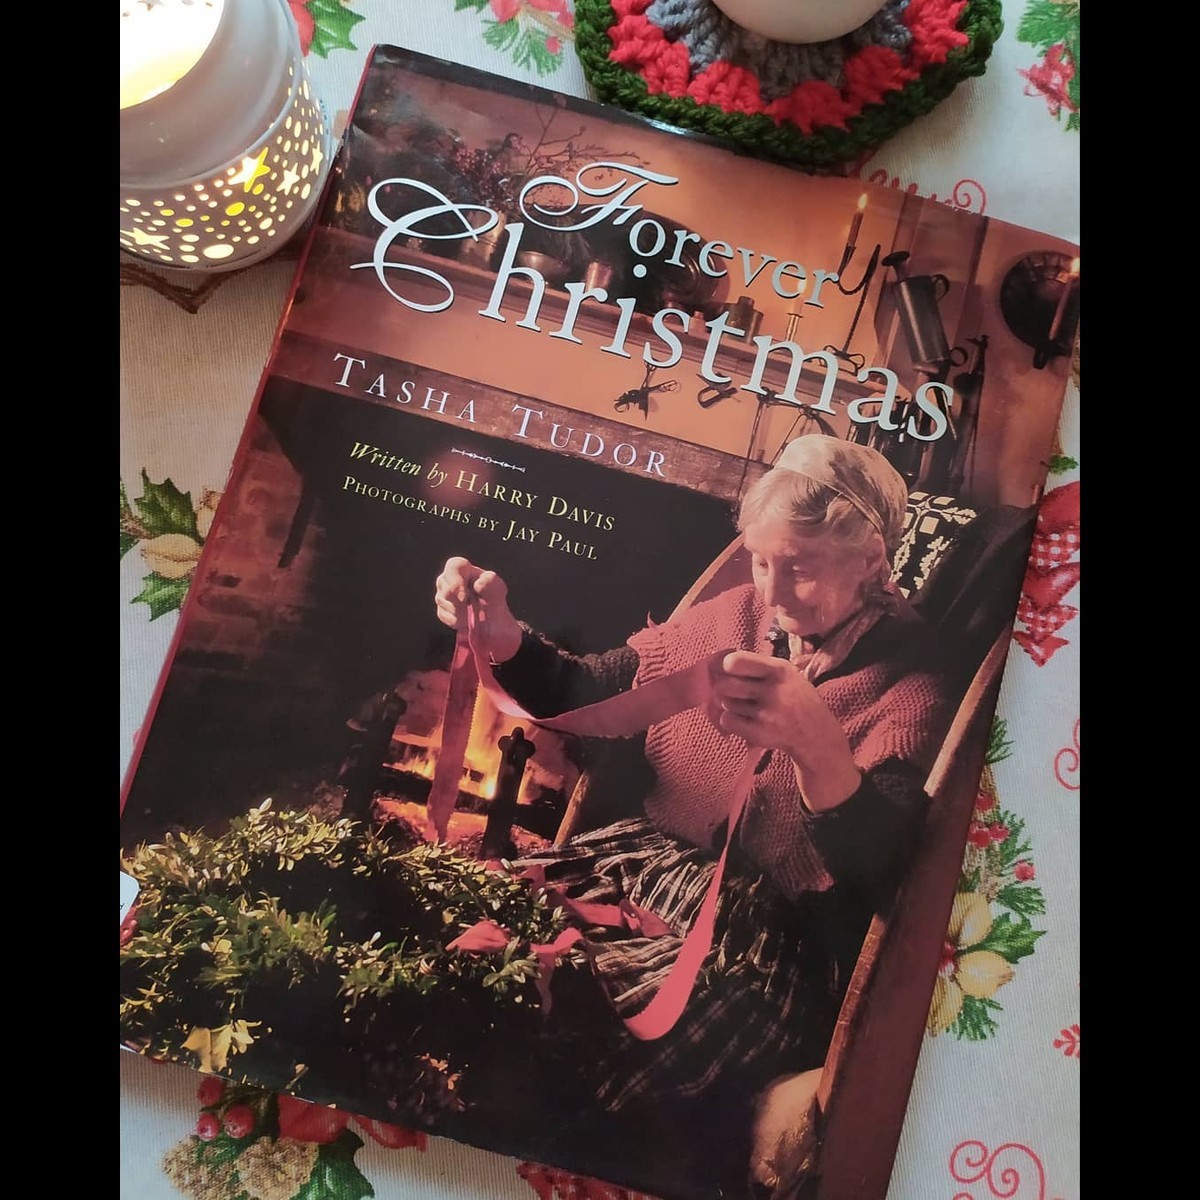 Forever
Christmas
TASHA TUDOR
Written by HARRY DAVIS
PHOTOGRAPHS BY JAY PAUL